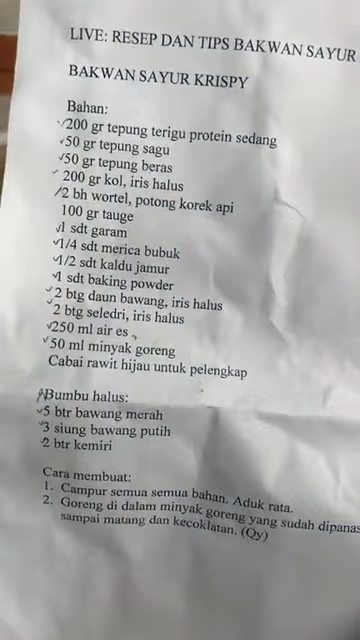 LIVE: RESEP DAN TIPS BAKWAN SAYUR
BAKWAN SAYUR KRISPY
Bahan:
200 gr tepung terigu protein sedang
50 gr tepung sagu
50 gr tepung beras
200 gr kol, iris halus
2 bh wortel, potong korek api
100 gr tauge
1 sdt garam
1/4 sdt merica bubuk
1/2 sdt kaldu jamur
1 sdt baking powder
2 btg daun bawang, iris halus
2 btg seledri, iris halus
250 ml air es
50 ml minyak goreng
Cabai rawit hijau untuk pelengkap
Bumbu halus:
5 btr bawang merah
3 siung bawang putih
2 btr kemiri
Cara membuat:
1. Campur semua semua bahan. Aduk rata.
2. Goreng di dalam minyak goreng yang sudah dipanas
sampai matang dan kecoklatan. (Qy)